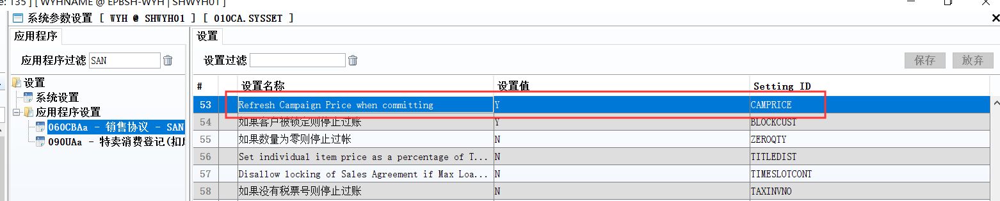 e: 135 ] [ WYHNAME @ EPBSH-WYH | SHWYH01 ]
系统参数设置 [ WYH @ SHWYH01 ] [ 010CA.SYSSET ]
应用程序
应用程序过滤 SAN
设置
系统设置
应用程序设置
060CBAa - 销售协议 - SAN
090UAa - 特卖消费登记(扣
设置
设置过滤
保存 放弃
# 设置名称 设置值 Setting ID
53 Refresh Campaign Price when committing Y CAMPRICE
54 如果客户被锁定则停止过账 Y BLOCKCUST
55 如果数量为零则停止过帐 N ZEROQTY
56 Set individual item price as a percentage of T... N TITLEDIST
57 Disallow locking of Sales Agreement if Max Loa... N TIMESLOTCONT
58 如果没有税票号则停止过账 N TAXINVNO